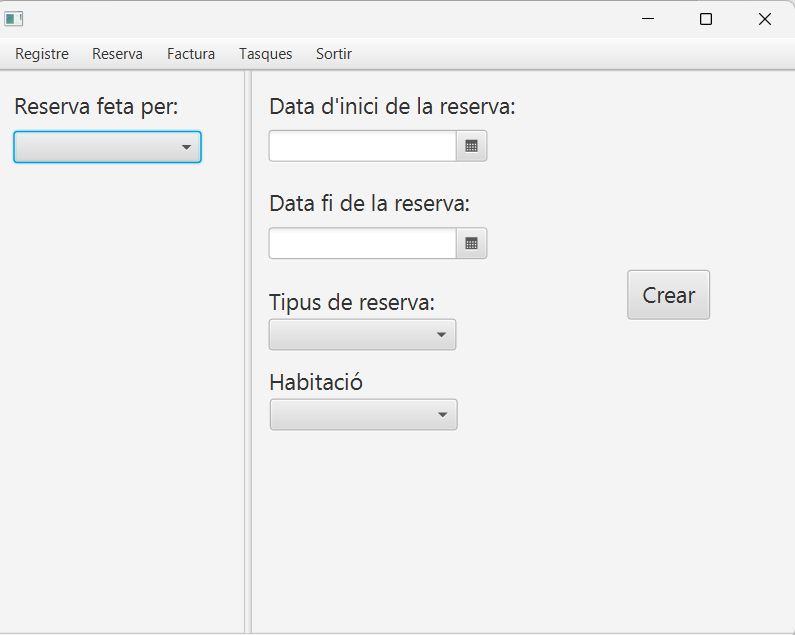 Registre Reserva Factura Tasques Sortir
Reserva feta per:
Data d'inici de la reserva:
Data fi de la reserva:
Tipus de reserva:
Habitació
Crear